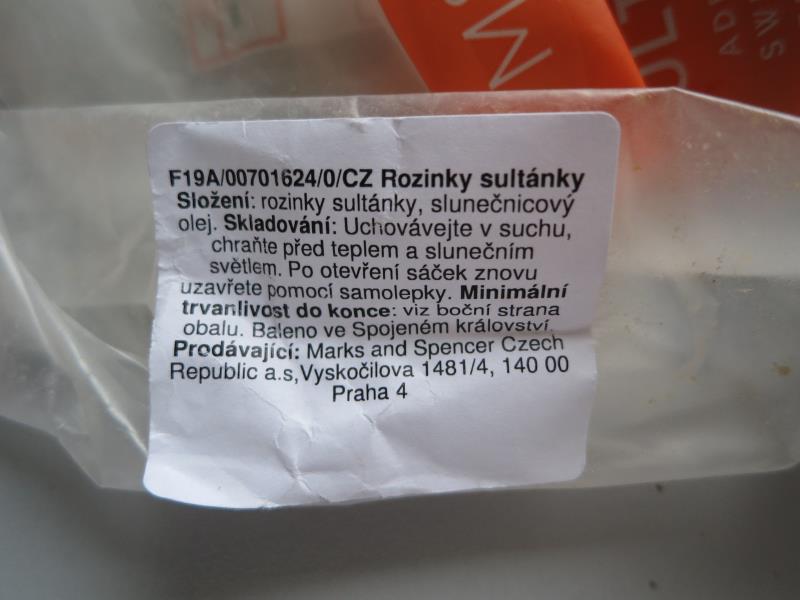 F19A/00701624/0/CZ Rozinky sultánky
Složení: rozinky sultánky, slunečnicový
olej. Skladování: Uchovávejte v suchu,
chraňte před teplem a slunečním
světlem. Po otevření sáček znovu
uzavřete pomocí samolepky. Minimální
trvanlivost do konce: viz boční strana
obalu. Baleno ve Spojeném království.
Prodávající: Marks and Spencer Czech
Republic a.s,Vyskočilova 1481/4, 140 00
Praha 4